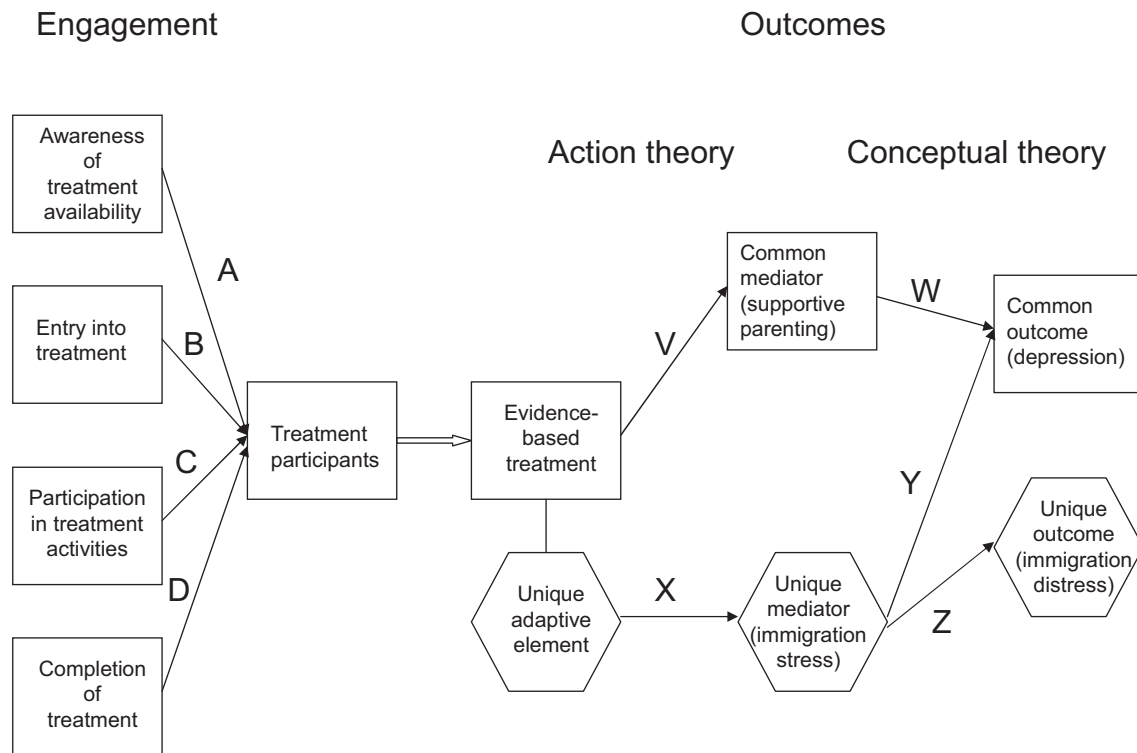 Engagement
Outcomes
Action theory
Conceptual theory
Awareness
of
treatment
availability
A
Entry into
treatment
B
Participation
in treatment
activities
C
Completion
of
treatment
D
Treatment
participants
Evidence-
based
treatment
V
Common
mediator
(supportive
parenting)
W
Common
outcome
(depression)
Unique
adaptive
element
X
Unique
mediator
(immigration
stress)
Y
Z
Unique
outcome
(immigration
distress)